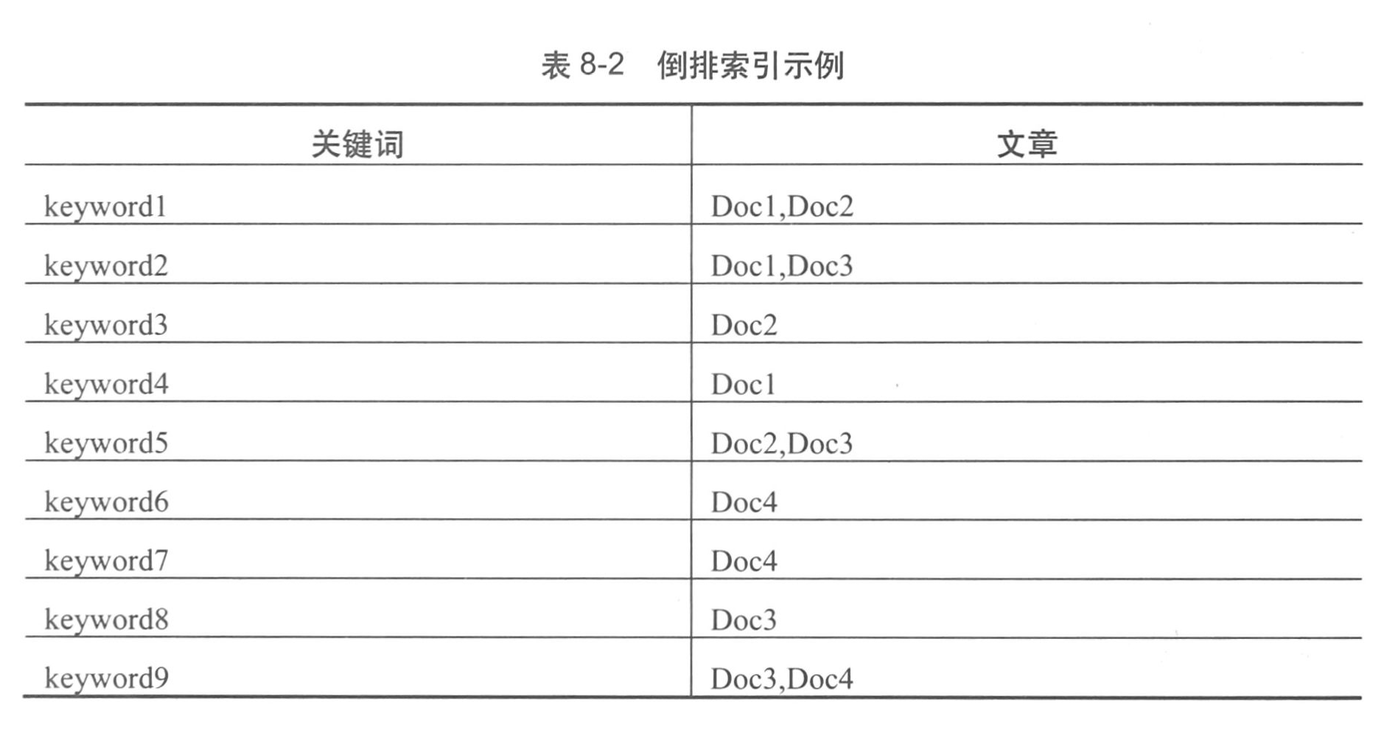 表 8-2 倒排索引示例
关键词 文章
keyword1 Doc1,Doc2
keyword2 Doc1,Doc3
keyword3 Doc2
keyword4 Doc1
keyword5 Doc2,Doc3
keyword6 Doc4
keyword7 Doc4
keyword8 Doc3
keyword9 Doc3,Doc4